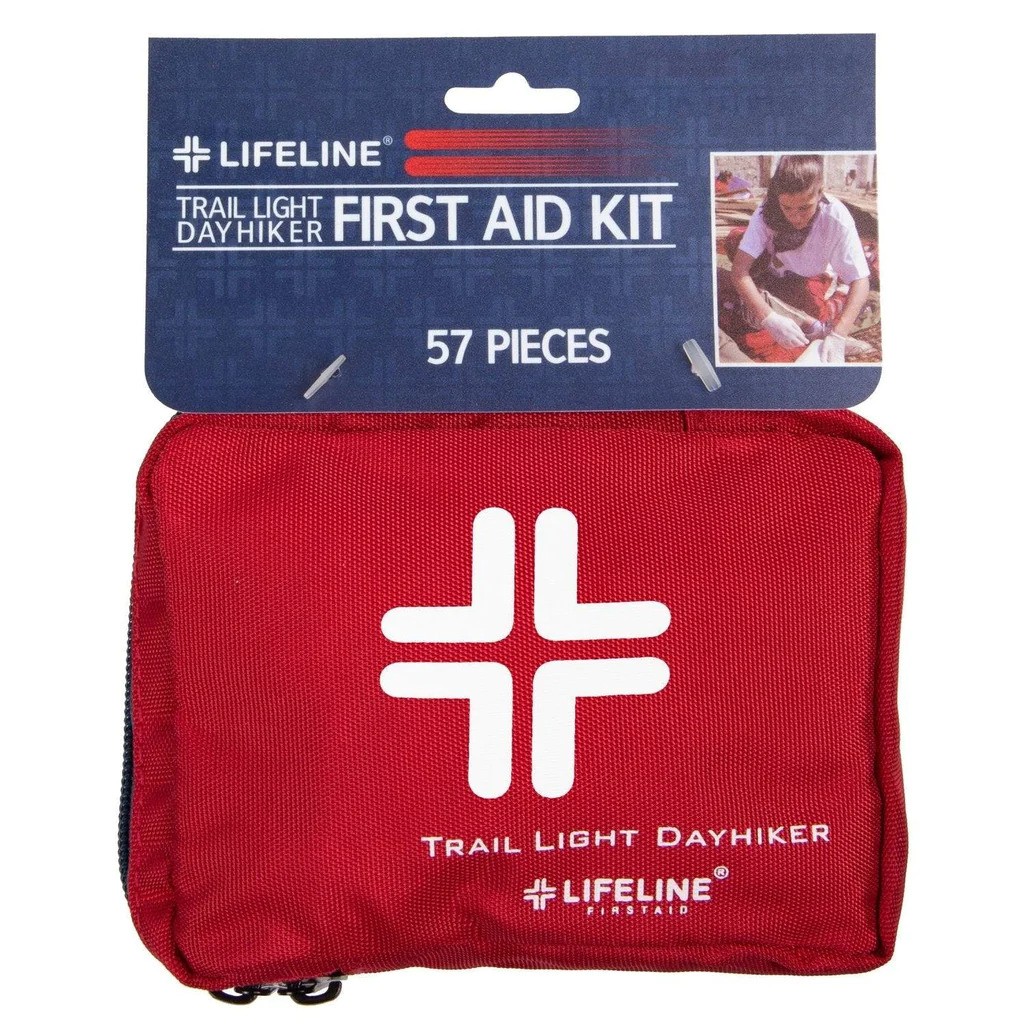 LIFELINE®
TRAIL LIGHT
DAYHIKER
FIRST AID KIT
57 PIECES
TRAIL LIGHT DAYHIKER
LIFELINE®
FIRSTAID